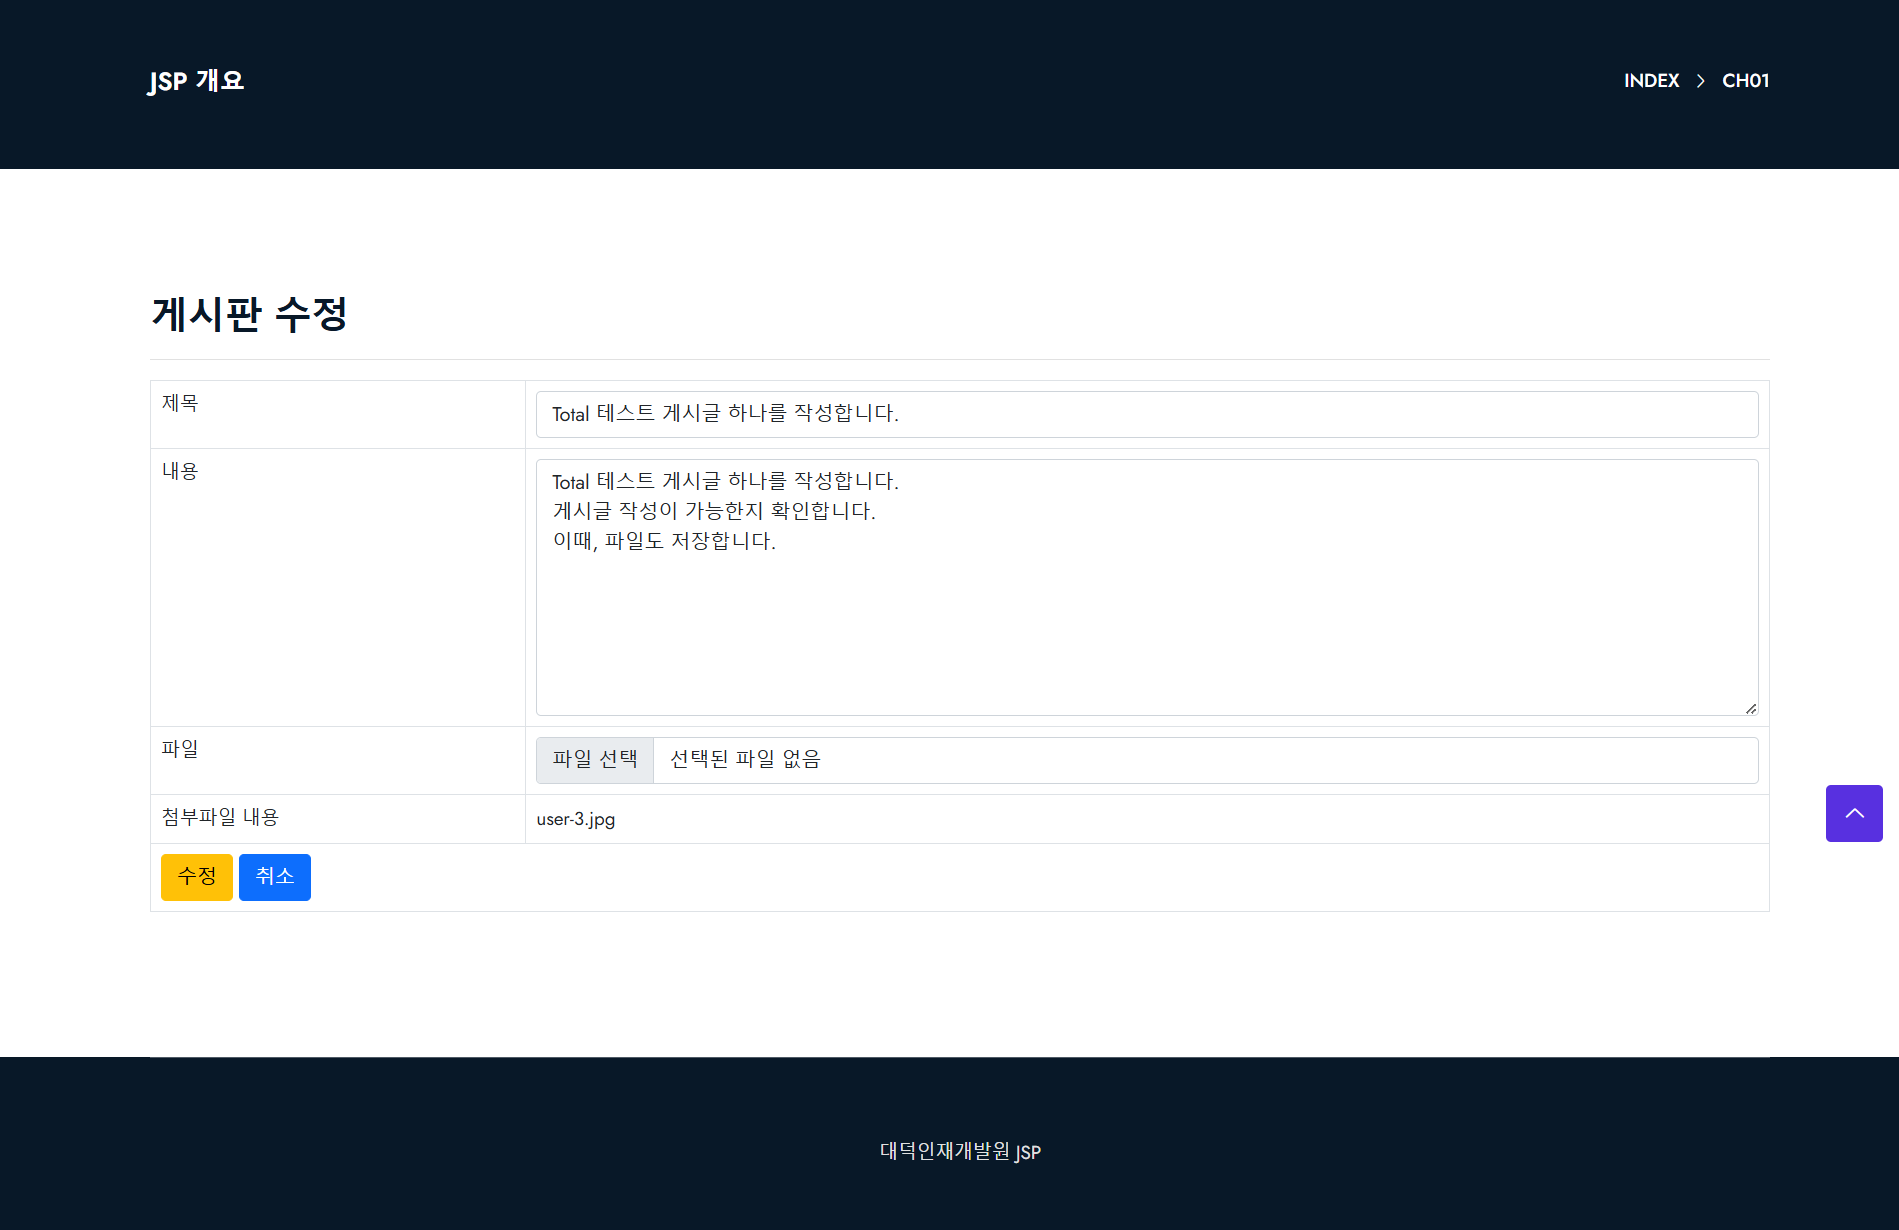 JSP 개요
INDEX > CH01
게시판 수정
제목
Total 테스트 게시글 하나를 작성합니다.
내용
Total 테스트 게시글 하나를 작성합니다.
게시글 작성이 가능한지 확인합니다.
이때, 파일도 저장합니다.
파일
파일 선택 선택된 파일 없음
첨부파일 내용
user-3.jpg
수정 취소
대덕인재개발원 JSP